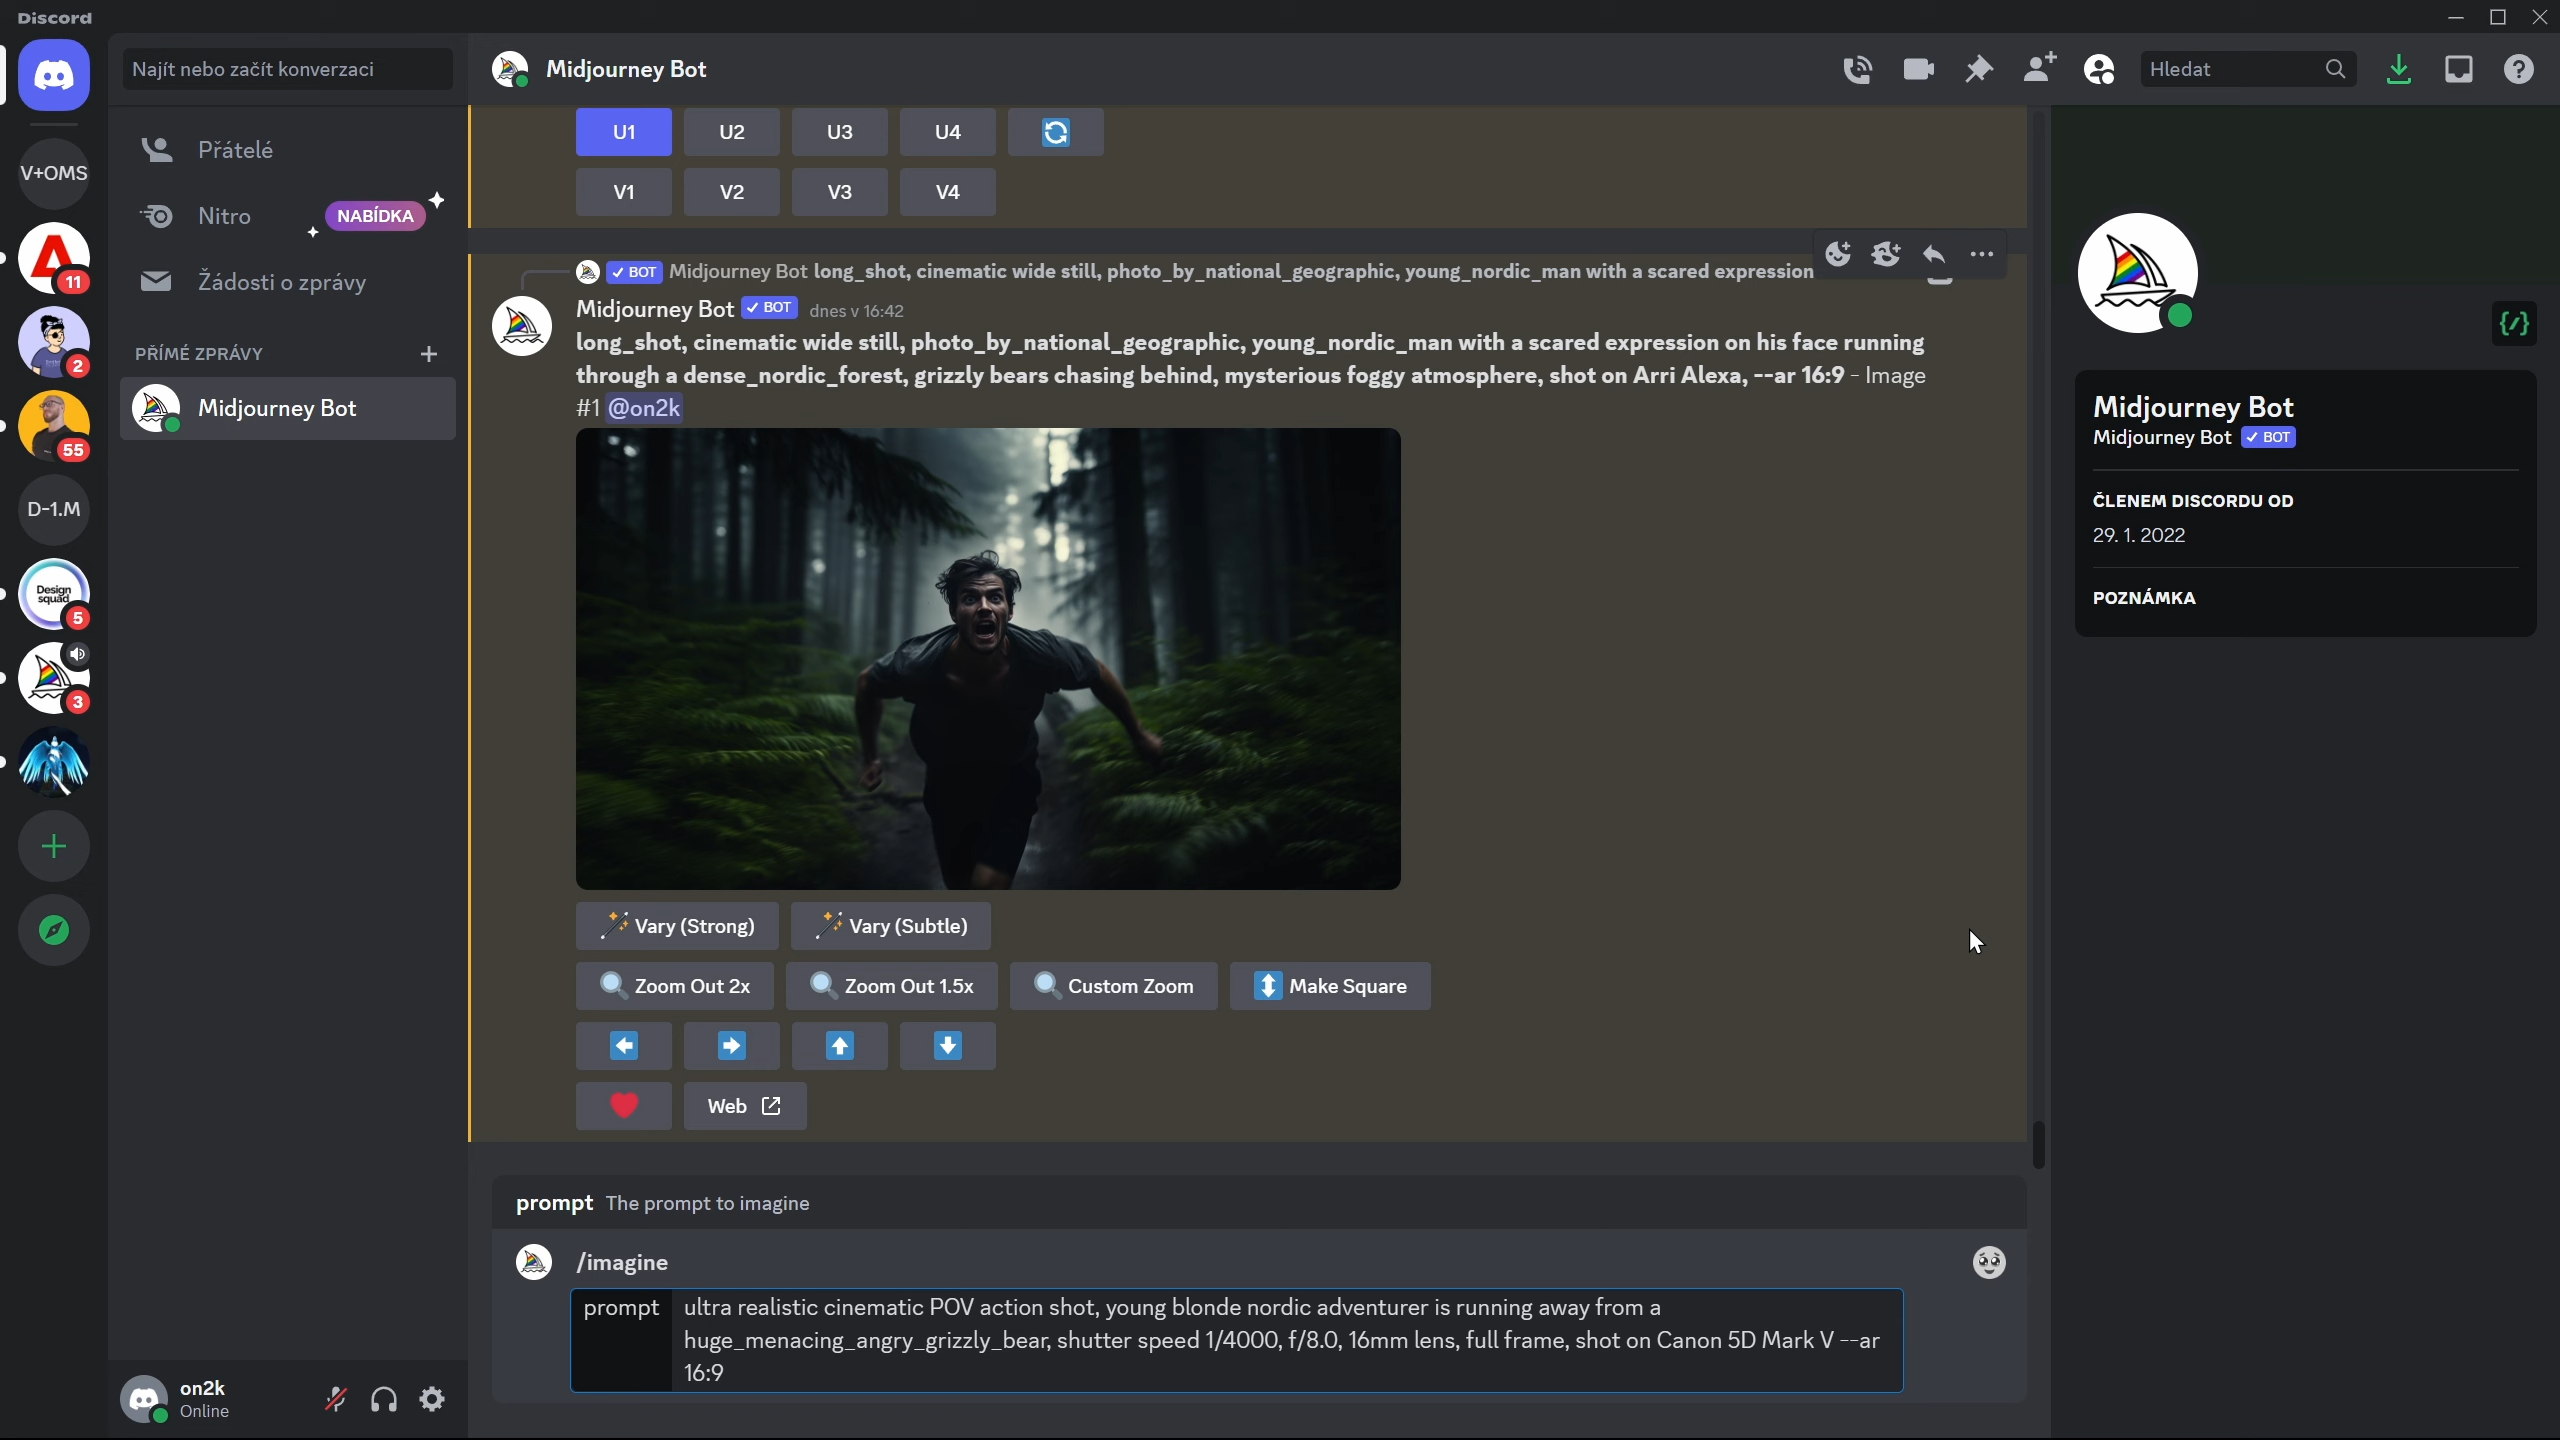 Discord
Najít nebo začít konverzaci
Midjourney Bot
Hledat
V+OMS
Přátelé
Nitro
NABÍDKA
Žádosti o zprávy
PŘÍMÉ ZPRÁVY
Midjourney Bot
11
2
55
D-1.M
Design
squad
5
3
U1 U2 U3 U4
V1 V2 V3 V4
BOT Midjourney Bot long_shot, cinematic wide still, photo_by_national_geographic, young_nordic_man with a scared expression
Midjourney Bot BOT dnes v 16:42
long_shot, cinematic wide still, photo_by_national_geographic, young_nordic_man with a scared expression on his face running
through a dense_nordic_forest, grizzly bears chasing behind, mysterious foggy atmosphere, shot on Arri Alexa, --ar 16:9 - Image
#1 @on2k
Vary (Strong) Vary (Subtle)
Zoom Out 2x Zoom Out 1.5x Custom Zoom Make Square
Web
prompt The prompt to imagine
/imagine
prompt ultra realistic cinematic POV action shot, young blonde nordic adventurer is running away from a
huge_menacing_angry_grizzly_bear, shutter speed 1/4000, f/8.0, 16mm lens, full frame, shot on Canon 5D Mark V --ar
16:9
on2k
Online
Midjourney Bot
Midjourney Bot BOT
ČLENEM DISCORDU OD
29. 1. 2022
POZNÁMKA